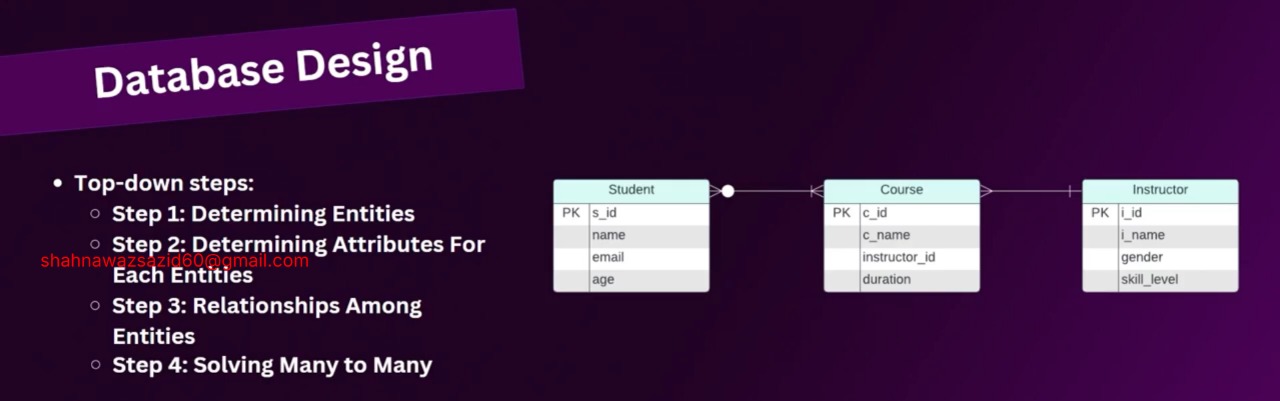 Database Design
Top-down steps:
Step 1: Determining Entities
Step 2: Determining Attributes For
shahnawazsazid60@gmail.com
Each Entities
Step 3: Relationships Among
Entities
Step 4: Solving Many to Many
Student
PK s_id
name
email
age
Course
PK c_id
c_name
instructor_id
duration
Instructor
PK i_id
i_name
gender
skill_level